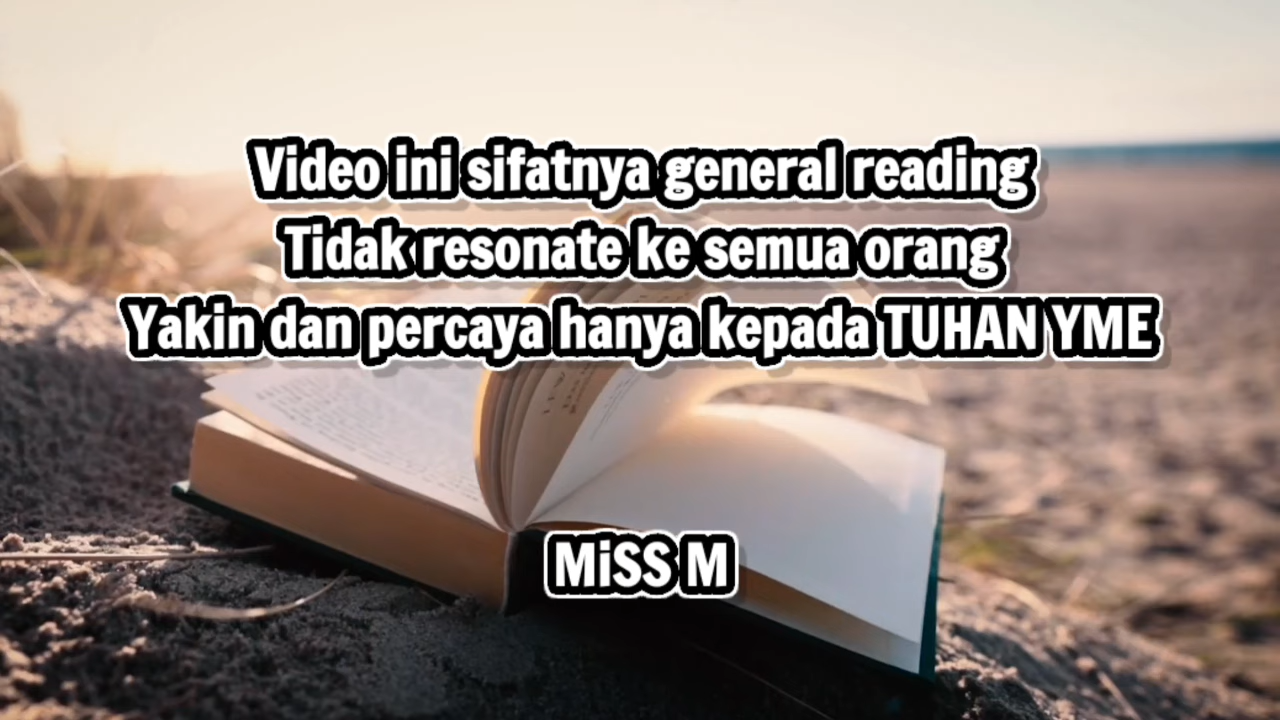 Video ini sifatnya general reading
Tidak resonate ke semua orang
Yakin dan percaya hanya kepada TUHAN YME
MiSS M